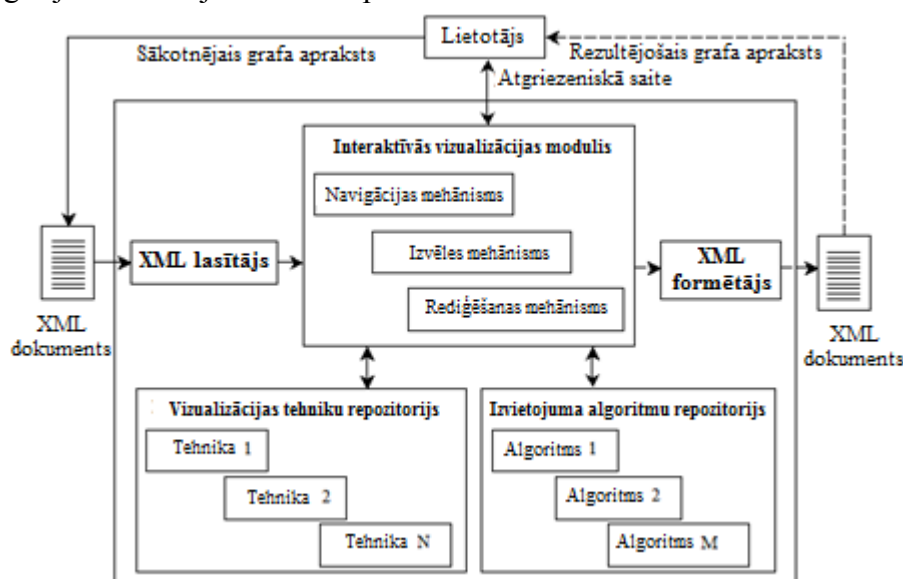 Lietotājs
Sākotnējais grafa apraksts
Rezultējošais grafa apraksts
Atgriezeniskā saite
Interaktīvās vizualizācijas modulis
Navigācijas mehānisms
Izvēles mehānisms
Rediģēšanas mehānisms
XML lasītājs
XML
formētājs
XML
dokuments
XML
dokuments
Vizualizācijas tehniku repozitorijs
Tehnika 1
Tehnika 2
Tehnika N
Izvietojuma algoritmu repozitorijs
Algoritms 1
Algoritms 2
Algoritms M